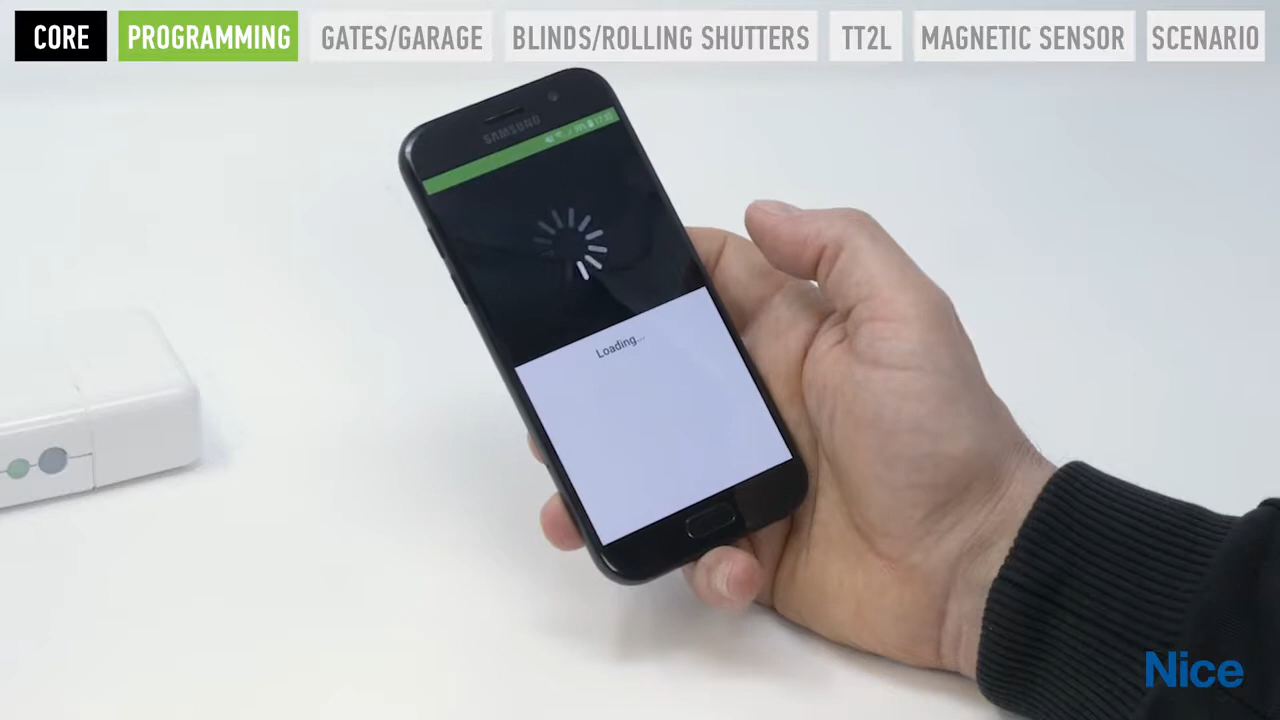 CORE PROGRAMMING GATES/GARAGE BLINDS/ROLLING SHUTTERS TT2L MAGNETIC SENSOR SCENARIO
SAMSUNG
Loading...
Nice